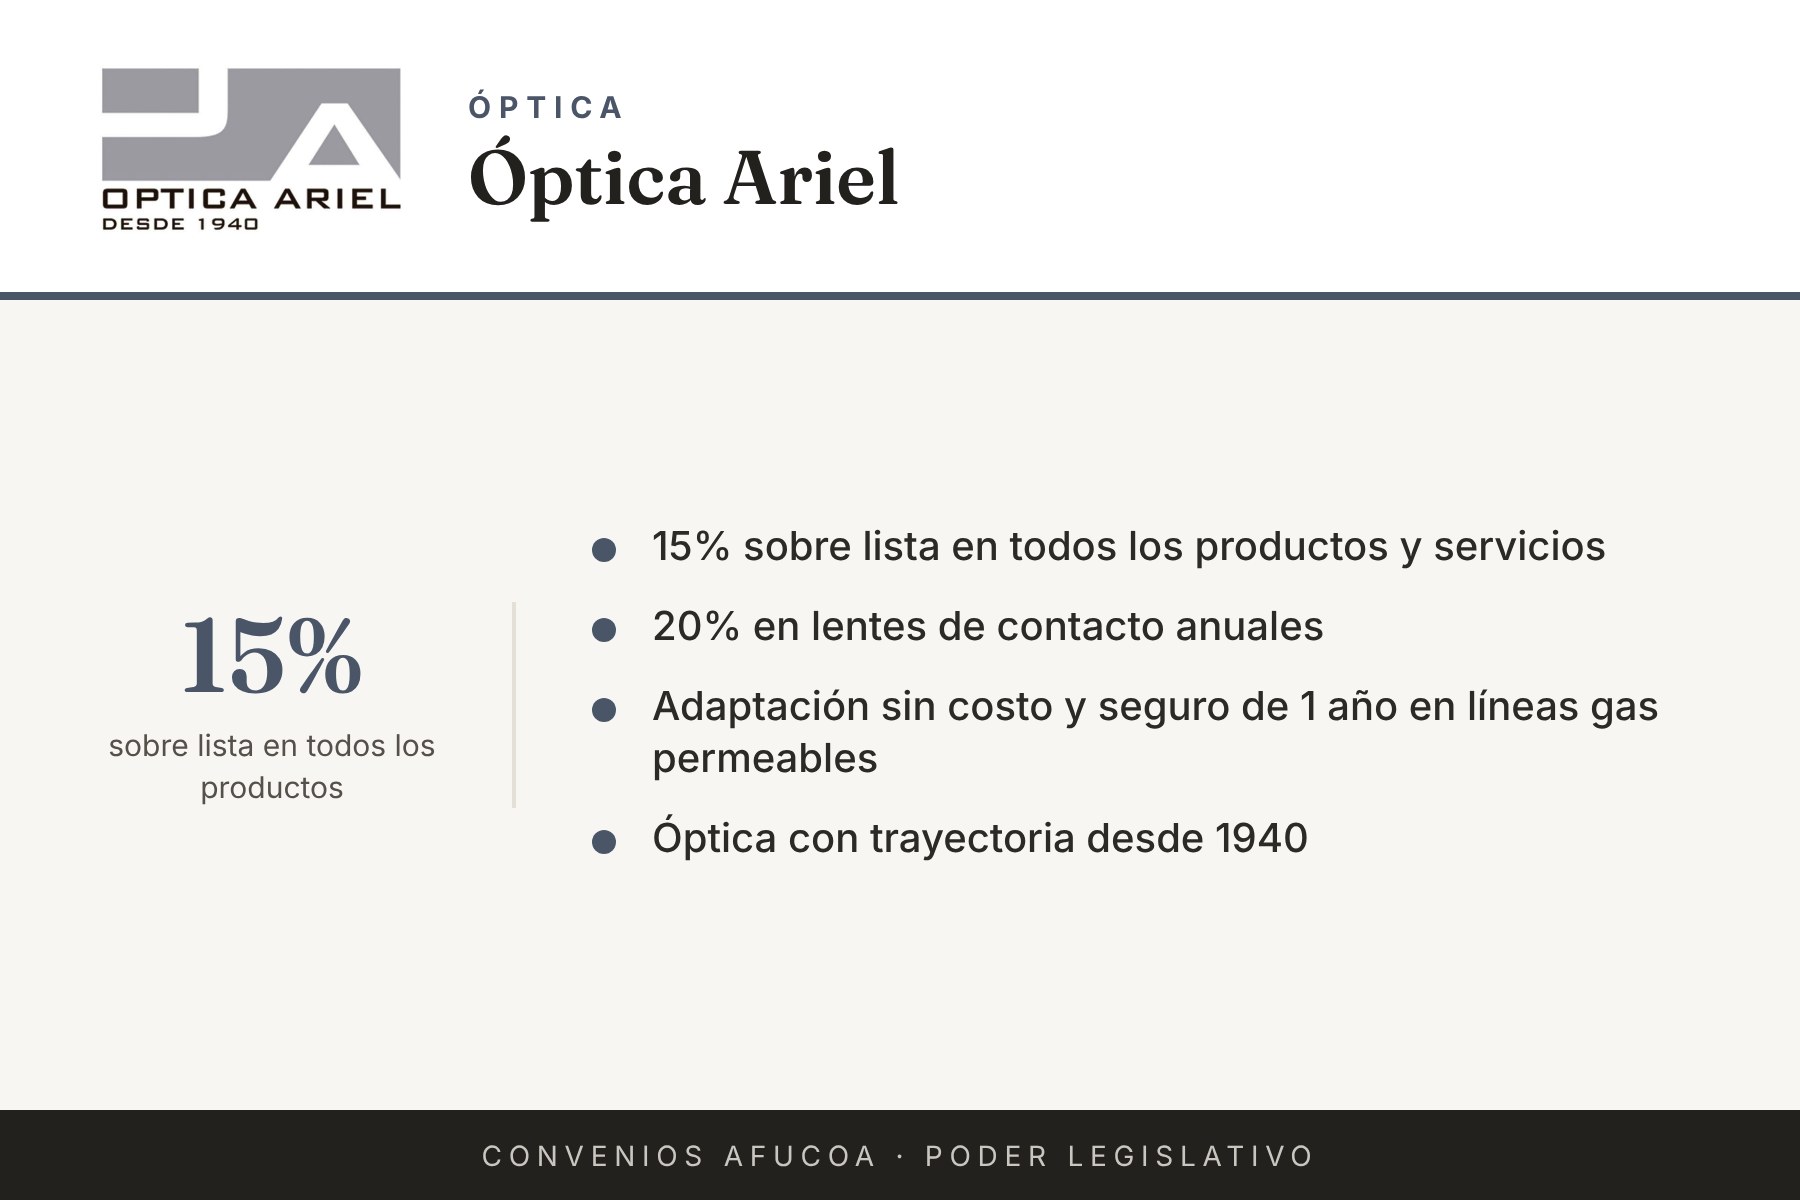 OPTICA ARIEL
DESDE 1940
ÓPTICA
Óptica Ariel
15%
sobre lista en todos los
productos
15% sobre lista en todos los productos y servicios
20% en lentes de contacto anuales
Adaptación sin costo y seguro de 1 año en líneas gas
permeables
Óptica con trayectoria desde 1940
CONVENIOS AFUCOA · PODER LEGISLATIVO